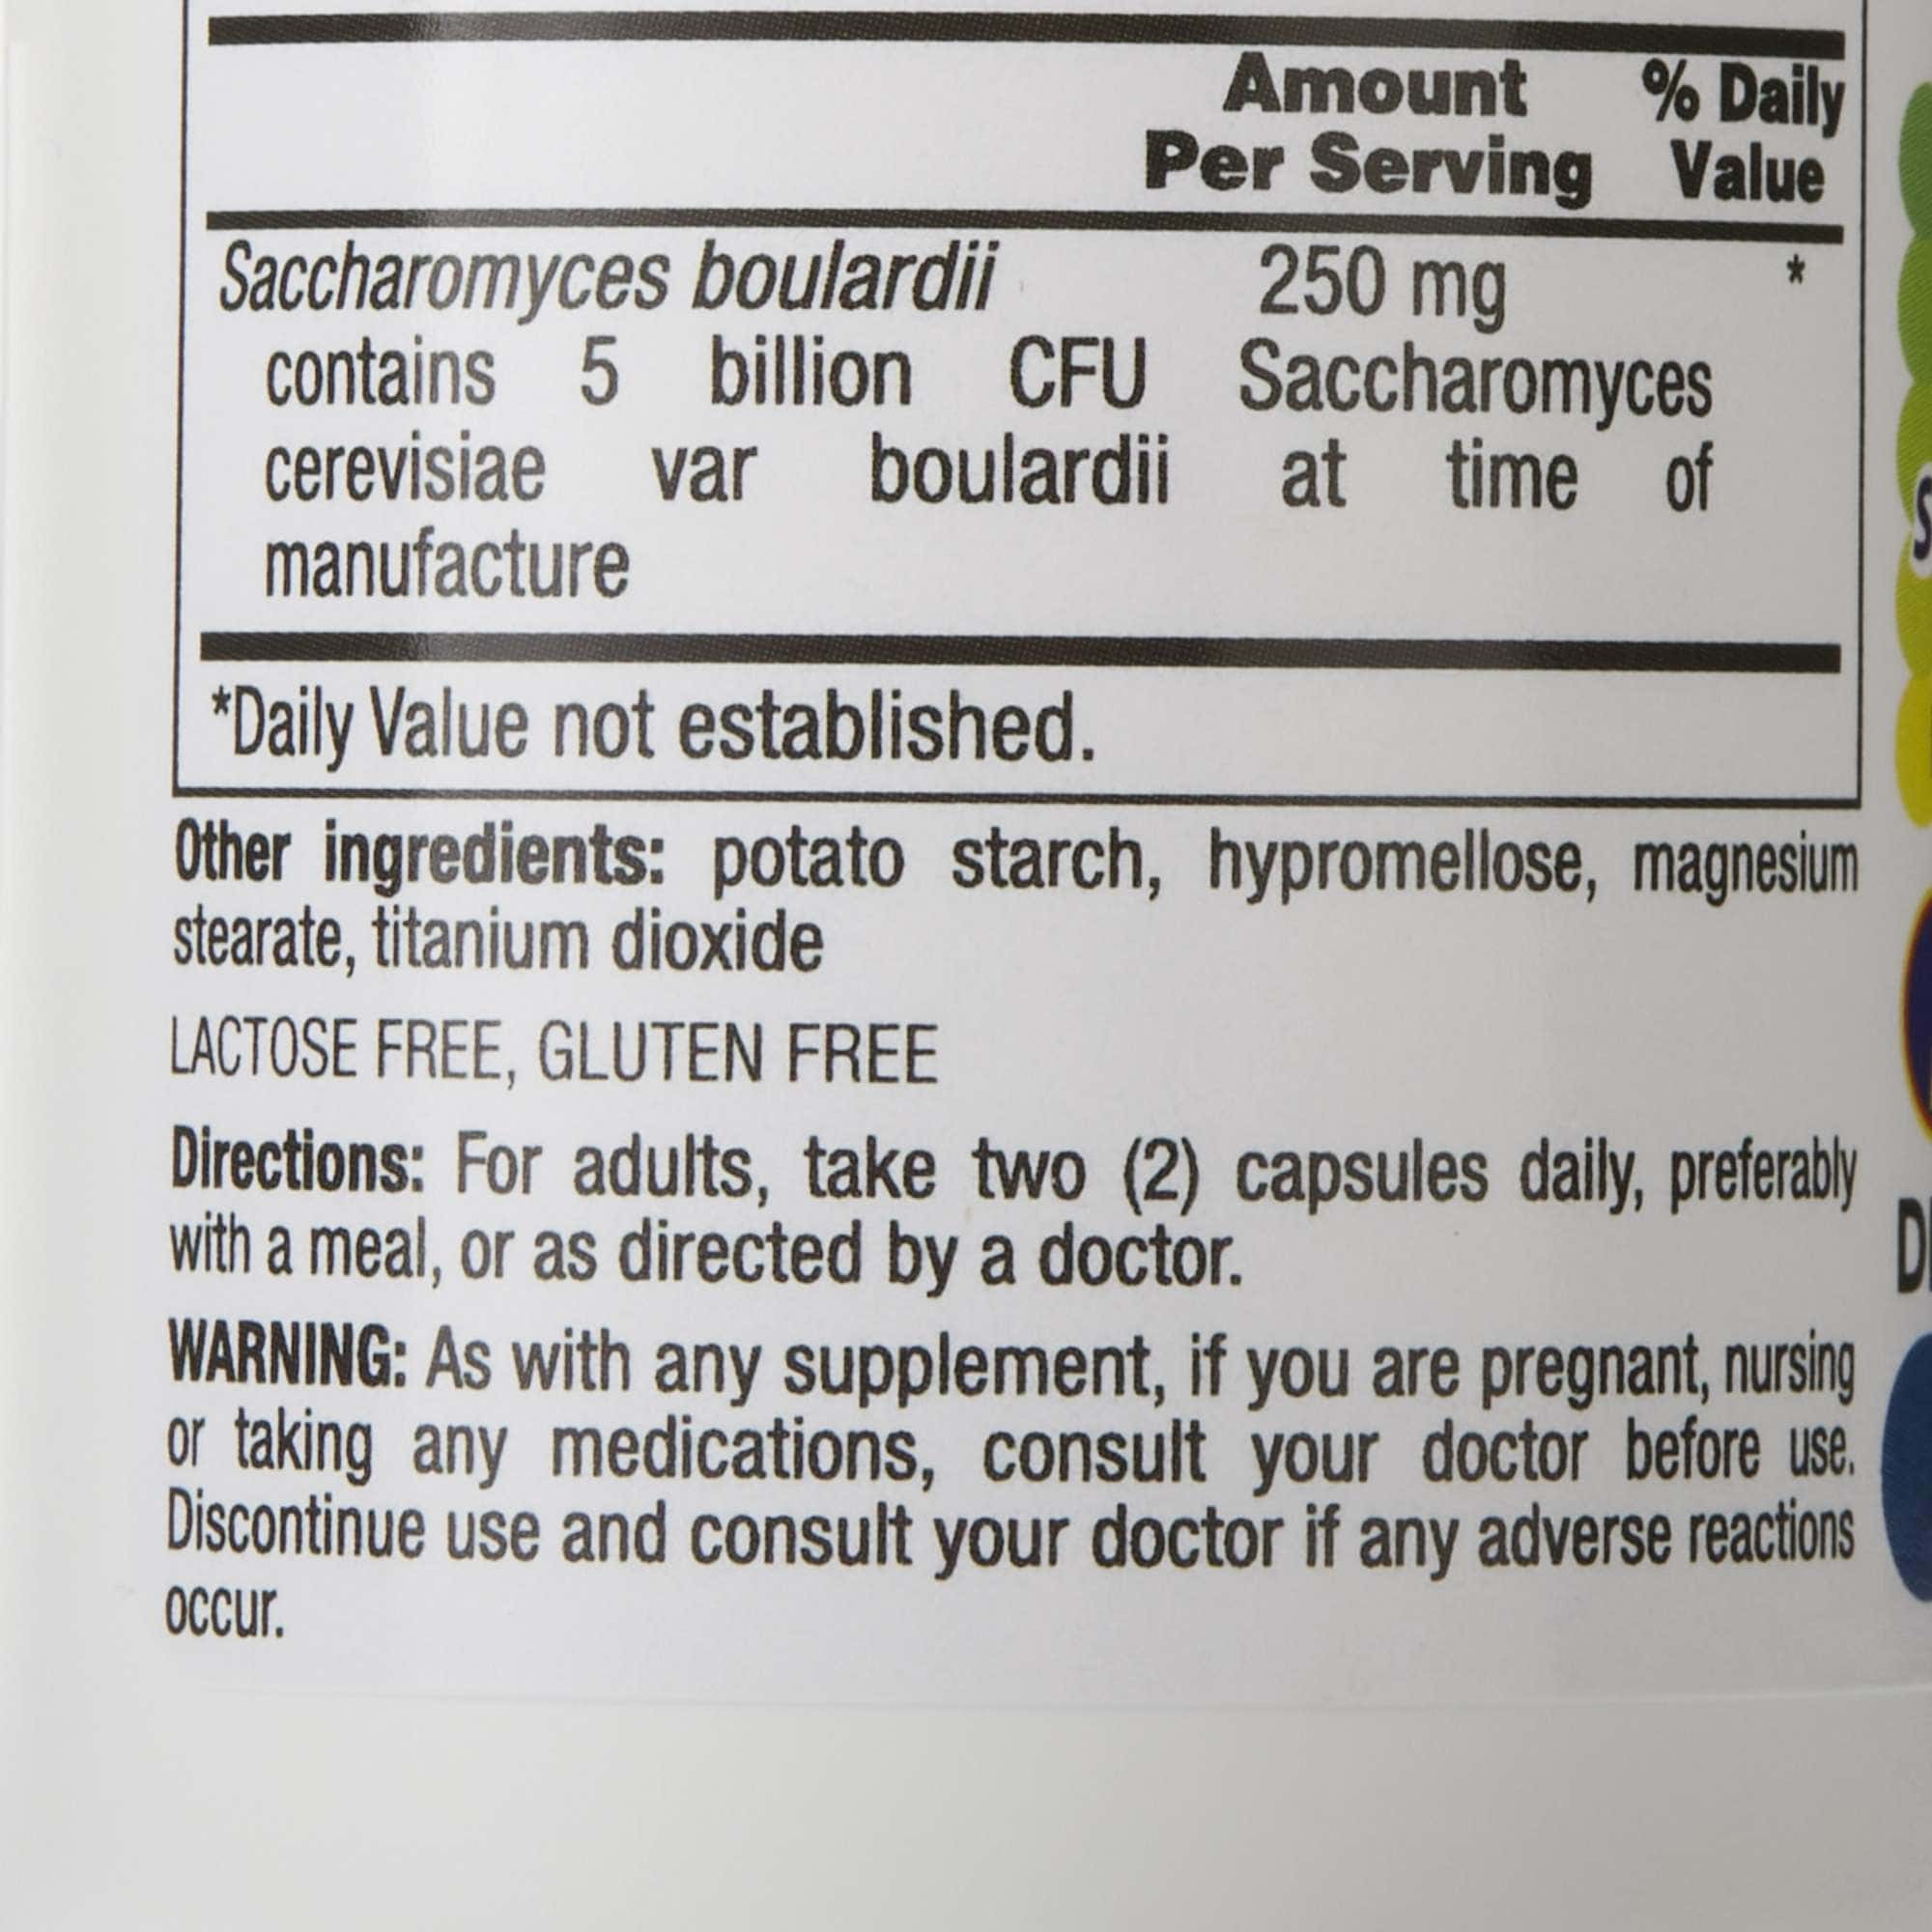 Amount % Daily
Per Serving Value
Saccharomyces boulardii 250 mg *
contains 5 billion CFU Saccharomyces
cerevisiae var boulardii at time of
manufacture
*Daily Value not established.
Other ingredients: potato starch, hypromellose, magnesium
stearate, titanium dioxide
LACTOSE FREE, GLUTEN FREE
Directions: For adults, take two (2) capsules daily, preferably
with a meal, or as directed by a doctor.
WARNING: As with any supplement, if you are pregnant, nursing
or taking any medications, consult your doctor before use.
Discontinue use and consult your doctor if any adverse reactions
occur.